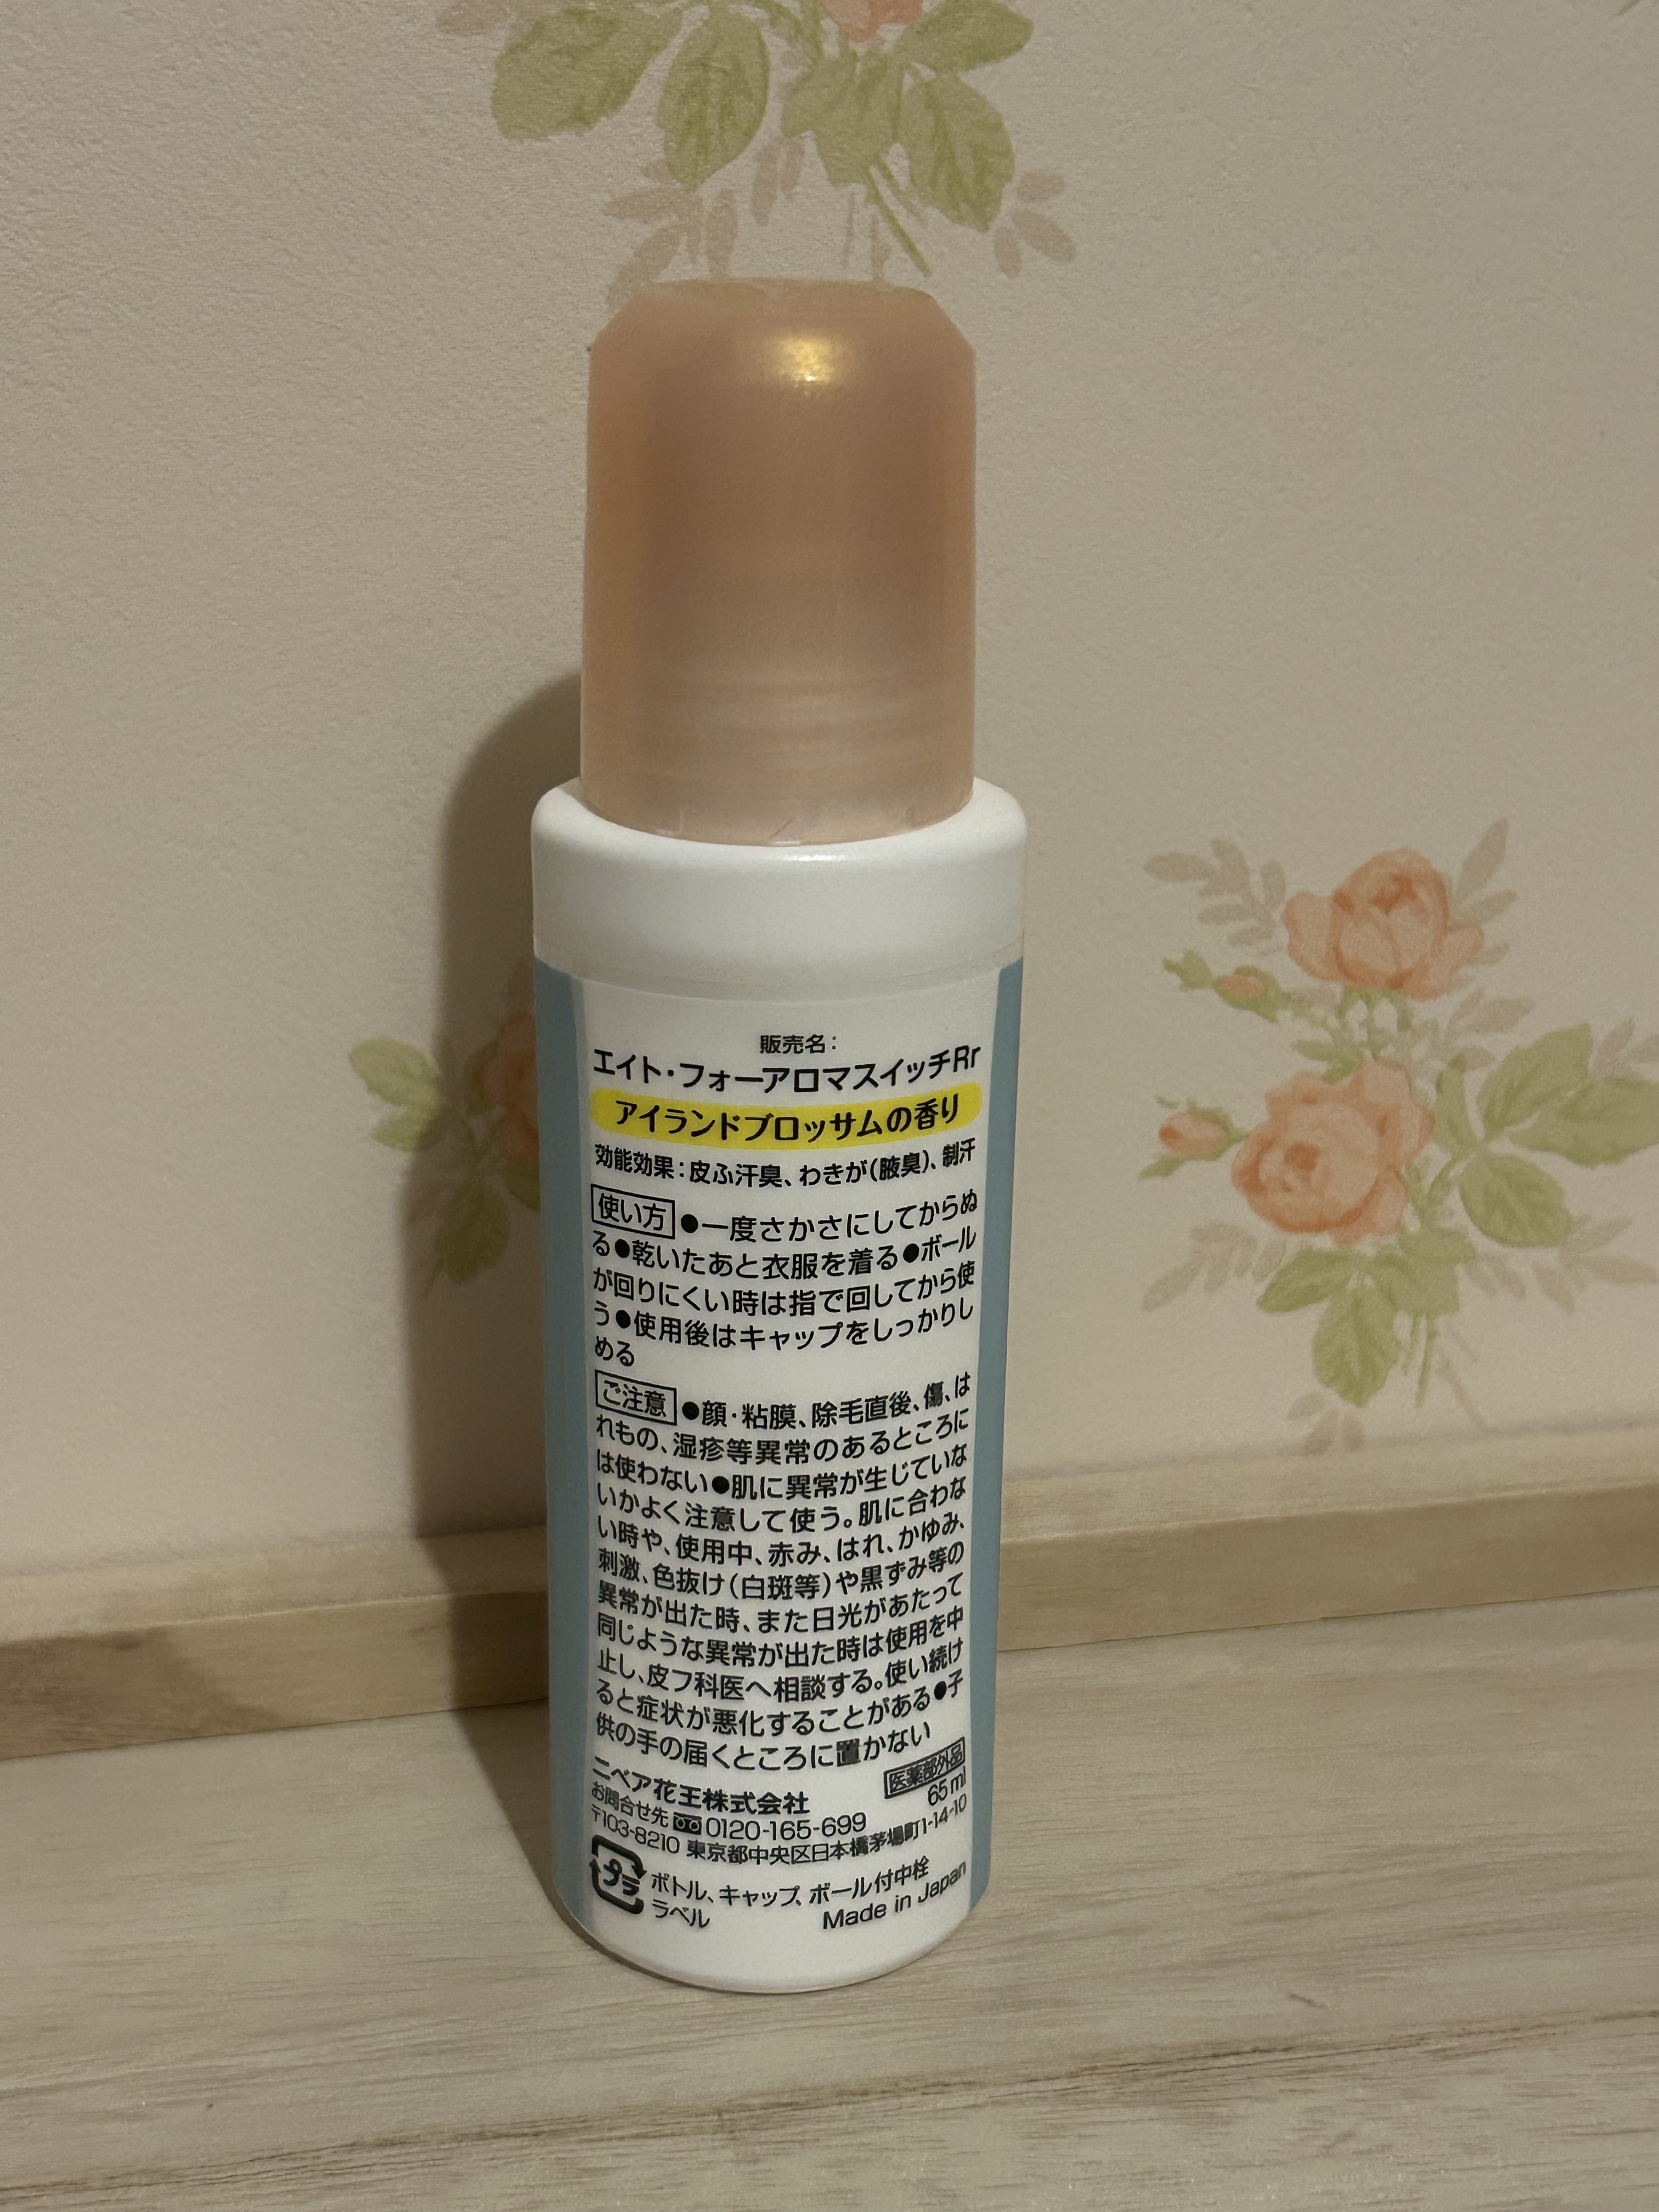 販売名：
エイト・フォーアロマスイッチRr
アイランドブロッサムの香り
効能効果：皮ふ汗臭、わきが（腋臭）、制汗
使い方 ●一度さかさにしてからぬ
る●乾いたあと衣服を着る●ボール
が回りにくい時は指で回してから使
う●使用後はキャップをしっかりし
める
ご注意 ●顔・粘膜、除毛直後、傷、は
れもの、湿疹等異常のあるところに
は使わない●肌に異常が生じていな
いかよく注意して使う。肌に合わな
い時や、使用中、赤み、はれ、かゆみ、
刺激、色抜け（白斑等）や黒ずみ等の
異常が出た時、また日光があたって
同じような異常が出た時は使用を中
止し、皮フ科医へ相談する。使い続け
ると症状が悪化することがある●子
供の手の届くところに置かない
医薬部外品
ニベア花王株式会社 65ml
お問合せ先 0120-165-699
〒103-8210 東京都中央区日本橋茅場町1-14-10
プラ ボトル、キャップ、ボール付中栓
ラベル Made in Japan